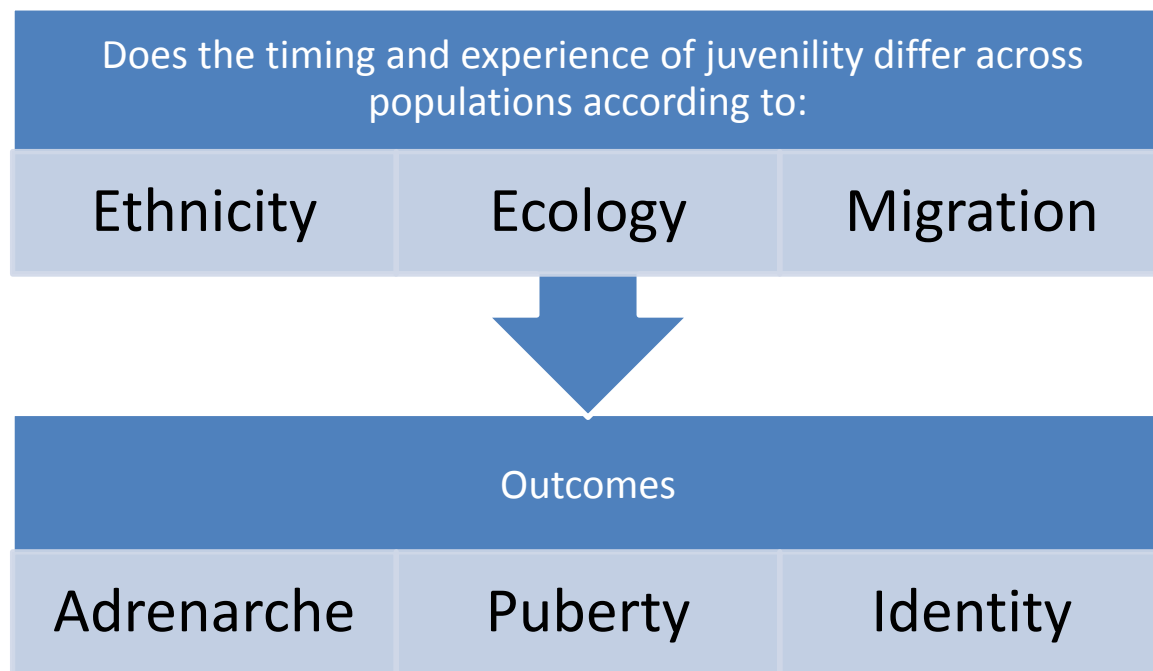 Does the timing and experience of juvenility differ across
populations according to:
Ethnicity
Ecology
Migration
Outcomes
Adrenarche
Puberty
Identity